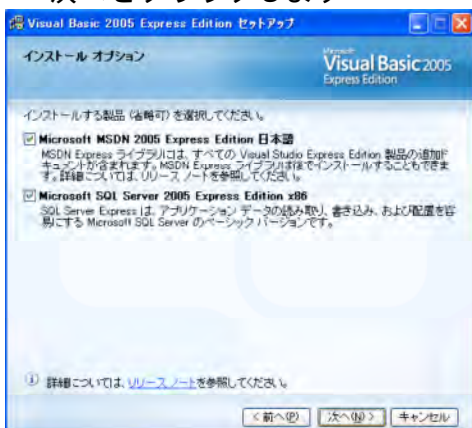 次へをクリックします
Visual Basic 2005 Express Edition セットアップ
インストール オプション
Microsoft
Visual Basic 2005
Express Edition
インストールする製品 (省略可) を選択してください。
Microsoft MSDN 2005 Express Edition 日本語
MSDN Express ライブラリには、すべての Visual Studio Express Edition 製品の追加ド
キュメントが含まれます。MSDN Express ライブラリは後でインストールすることもできま
す。詳細については、リリース ノートを参照してください。
Microsoft SQL Server 2005 Express Edition x86
SQL Server Express は、アプリケーション データの読み取り、書き込み、および配置を容
易にする Microsoft SQL Server のベーシック バージョンです。
詳細については、リリース ノートを参照してください。
< 前へ(P)
次へ(N) >
キャンセル